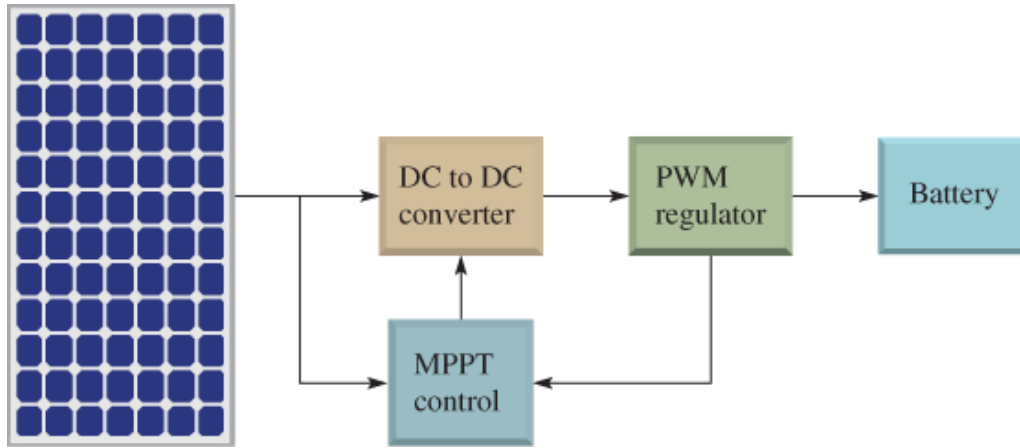 DC to DC
converter
PWM
regulator
Battery
MPPT
control